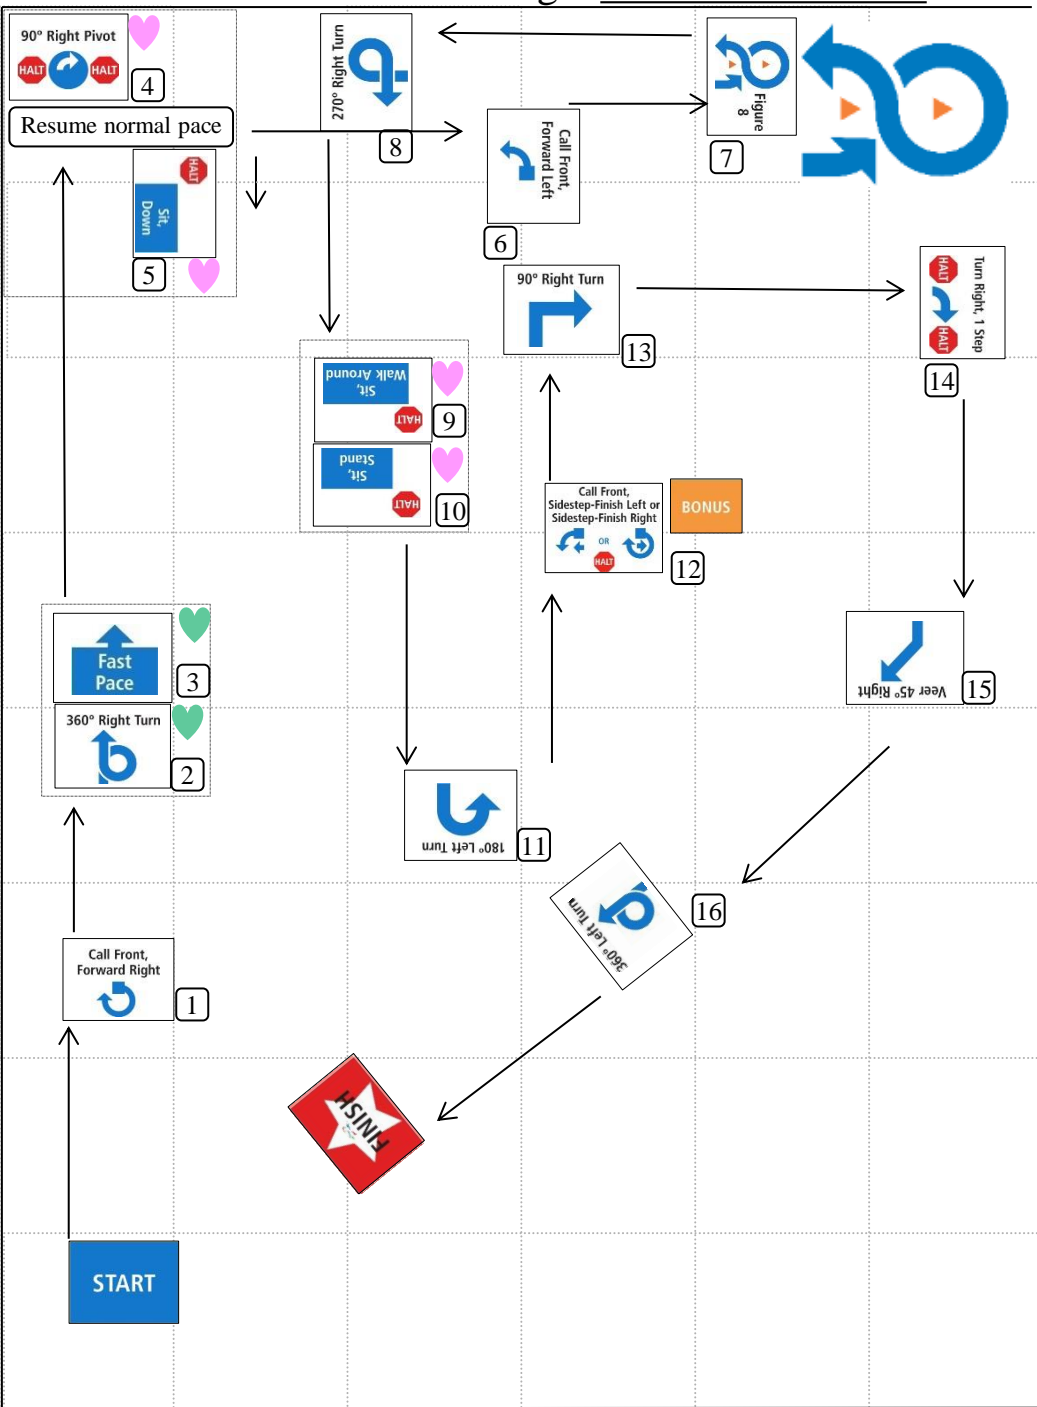 90° Right Pivot
HALT HALT
4
Resume normal pace
HALT
Sit,
Down
5
270° Right Turn
8
Call Front,
Forward Left
6
Figure
8
7
90° Right Turn
13
HALT
Turn Right, 1 Step
HALT
14
Sit,
Walk Around
HALT
9
Sit,
Stand
HALT
10
Call Front,
Sidestep-Finish Left or
Sidestep-Finish Right
OR
HALT
12
BONUS
Fast
Pace
3
360° Right Turn
2
Veer 45° Right
15
180° Left Turn
11
360° Left Turn
16
Call Front,
Forward Right
1
FINISH
START